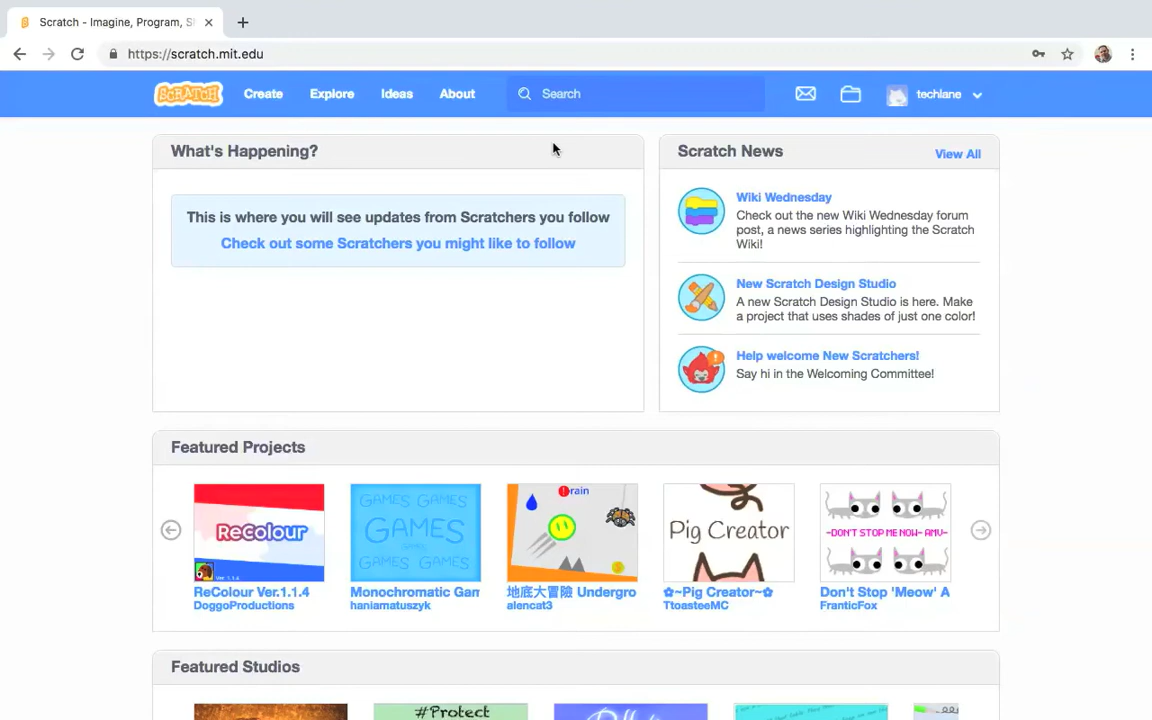 Scratch - Imagine, Program, S
https://scratch.mit.edu
SCRATCH
Create
Explore
Ideas
About
Search
techlane
What's Happening?
This is where you will see updates from Scratchers you follow
Check out some Scratchers you might like to follow
Scratch News
View All
Wiki Wednesday
Check out the new Wiki Wednesday forum
post, a news series highlighting the Scratch
Wiki!
New Scratch Design Studio
A new Scratch Design Studio is here. Make
a project that uses shades of just one color!
Help welcome New Scratchers!
Say hi in the Welcoming Committee!
Featured Projects
ReColour
Ver. 1.1.4
GAMES GAMES
GAMES
GAMES GAMES
rain
Pig Creator
~DON'T STOP ME NOW~ AMV~
ReColour Ver.1.1.4
DoggoProductions
Monochromatic Gam
haniamatuszyk
地底大冒險 Undergro
alencat3
✿~Pig Creator~✿
TtoasteeMC
Don't Stop 'Meow' A
FranticFox
Featured Studios
#Protect